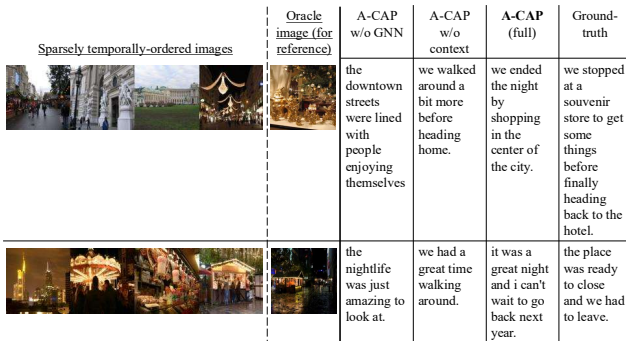 Sparsely temporally-ordered images
Oracle
image (for
reference)
A-CAP
w/o GNN
A-CAP
w/o
context
A-CAP
(full)
Ground-
truth
the
downtown
streets
were lined
with
people
enjoying
themselves
we walked
around a
bit more
before
heading
home.
we ended
the night
by
shopping
in the
center of
the city.
we stopped
at a
souvenir
store to get
some
things
before
finally
heading
back to the
hotel.
the
nightlife
was just
amazing to
look at.
we had a
great time
walking
around.
it was a
great night
and i can't
wait to go
back next
year.
the place
was ready
to close
and we had
to leave.